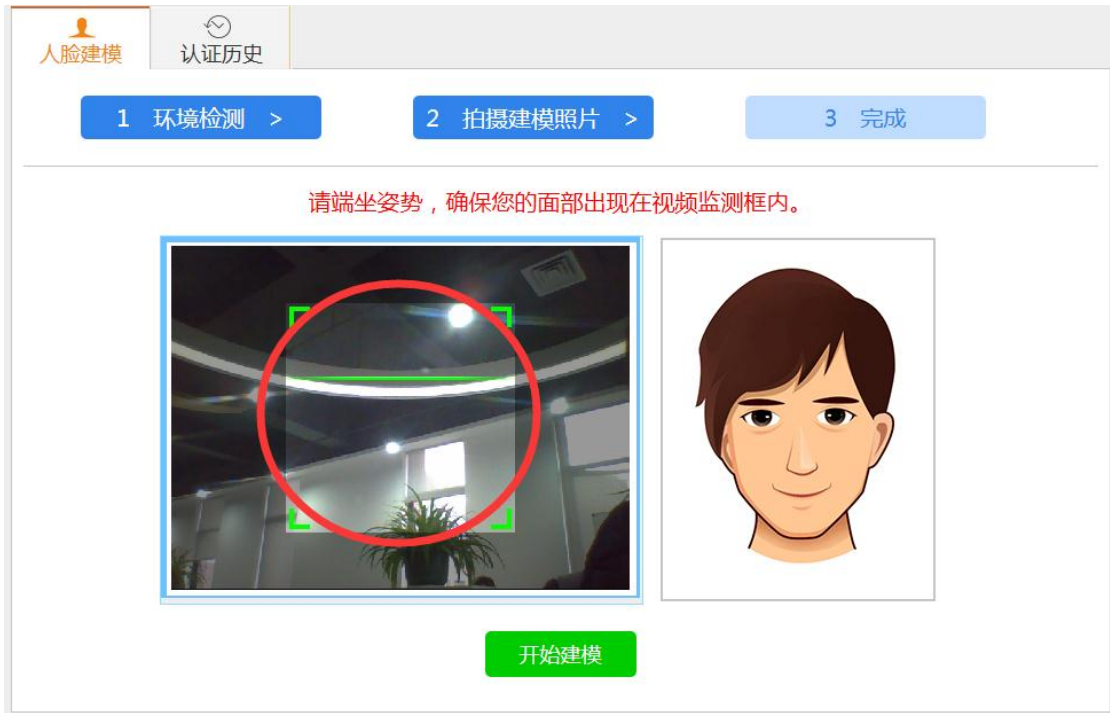 人脸建模
认证历史
1 环境检测 >
2 拍摄建模照片 >
3 完成
请端坐姿势，确保您的面部出现在视频监测框内。
开始建模